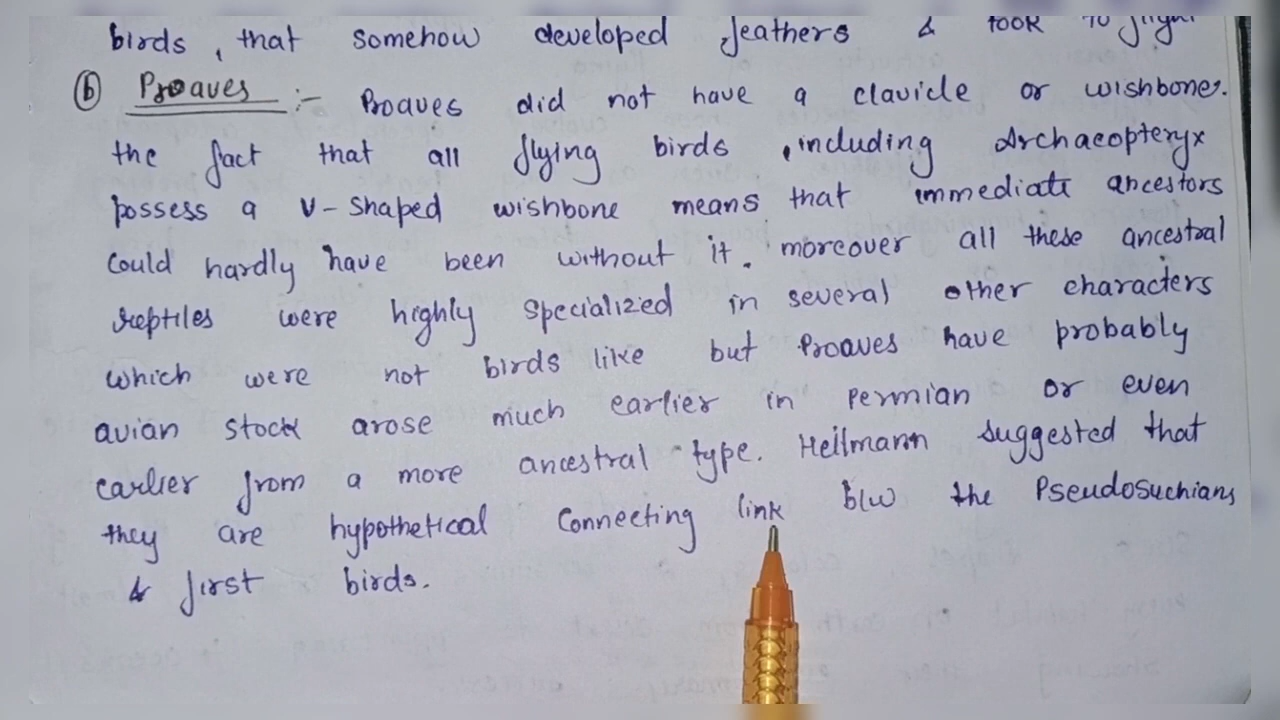 birds, that somehow developed feathers & took to flight
(b) Proaves :- Proaves did not have a clavicle or wishbone.
the fact that all flying birds, including Archaeopteryx
possess a V-shaped wishbone means that immediate ancestors
could hardly have been without it. moreover all these ancestral
reptiles were highly specialized in several other characters
which were not birds like but Proaves have probably
avian stock arose much earlier in permian or even
earlier from a more ancestral type. Heilmann suggested that
they are hypothetical connecting link b/w the Pseudosuchians
& first birds.